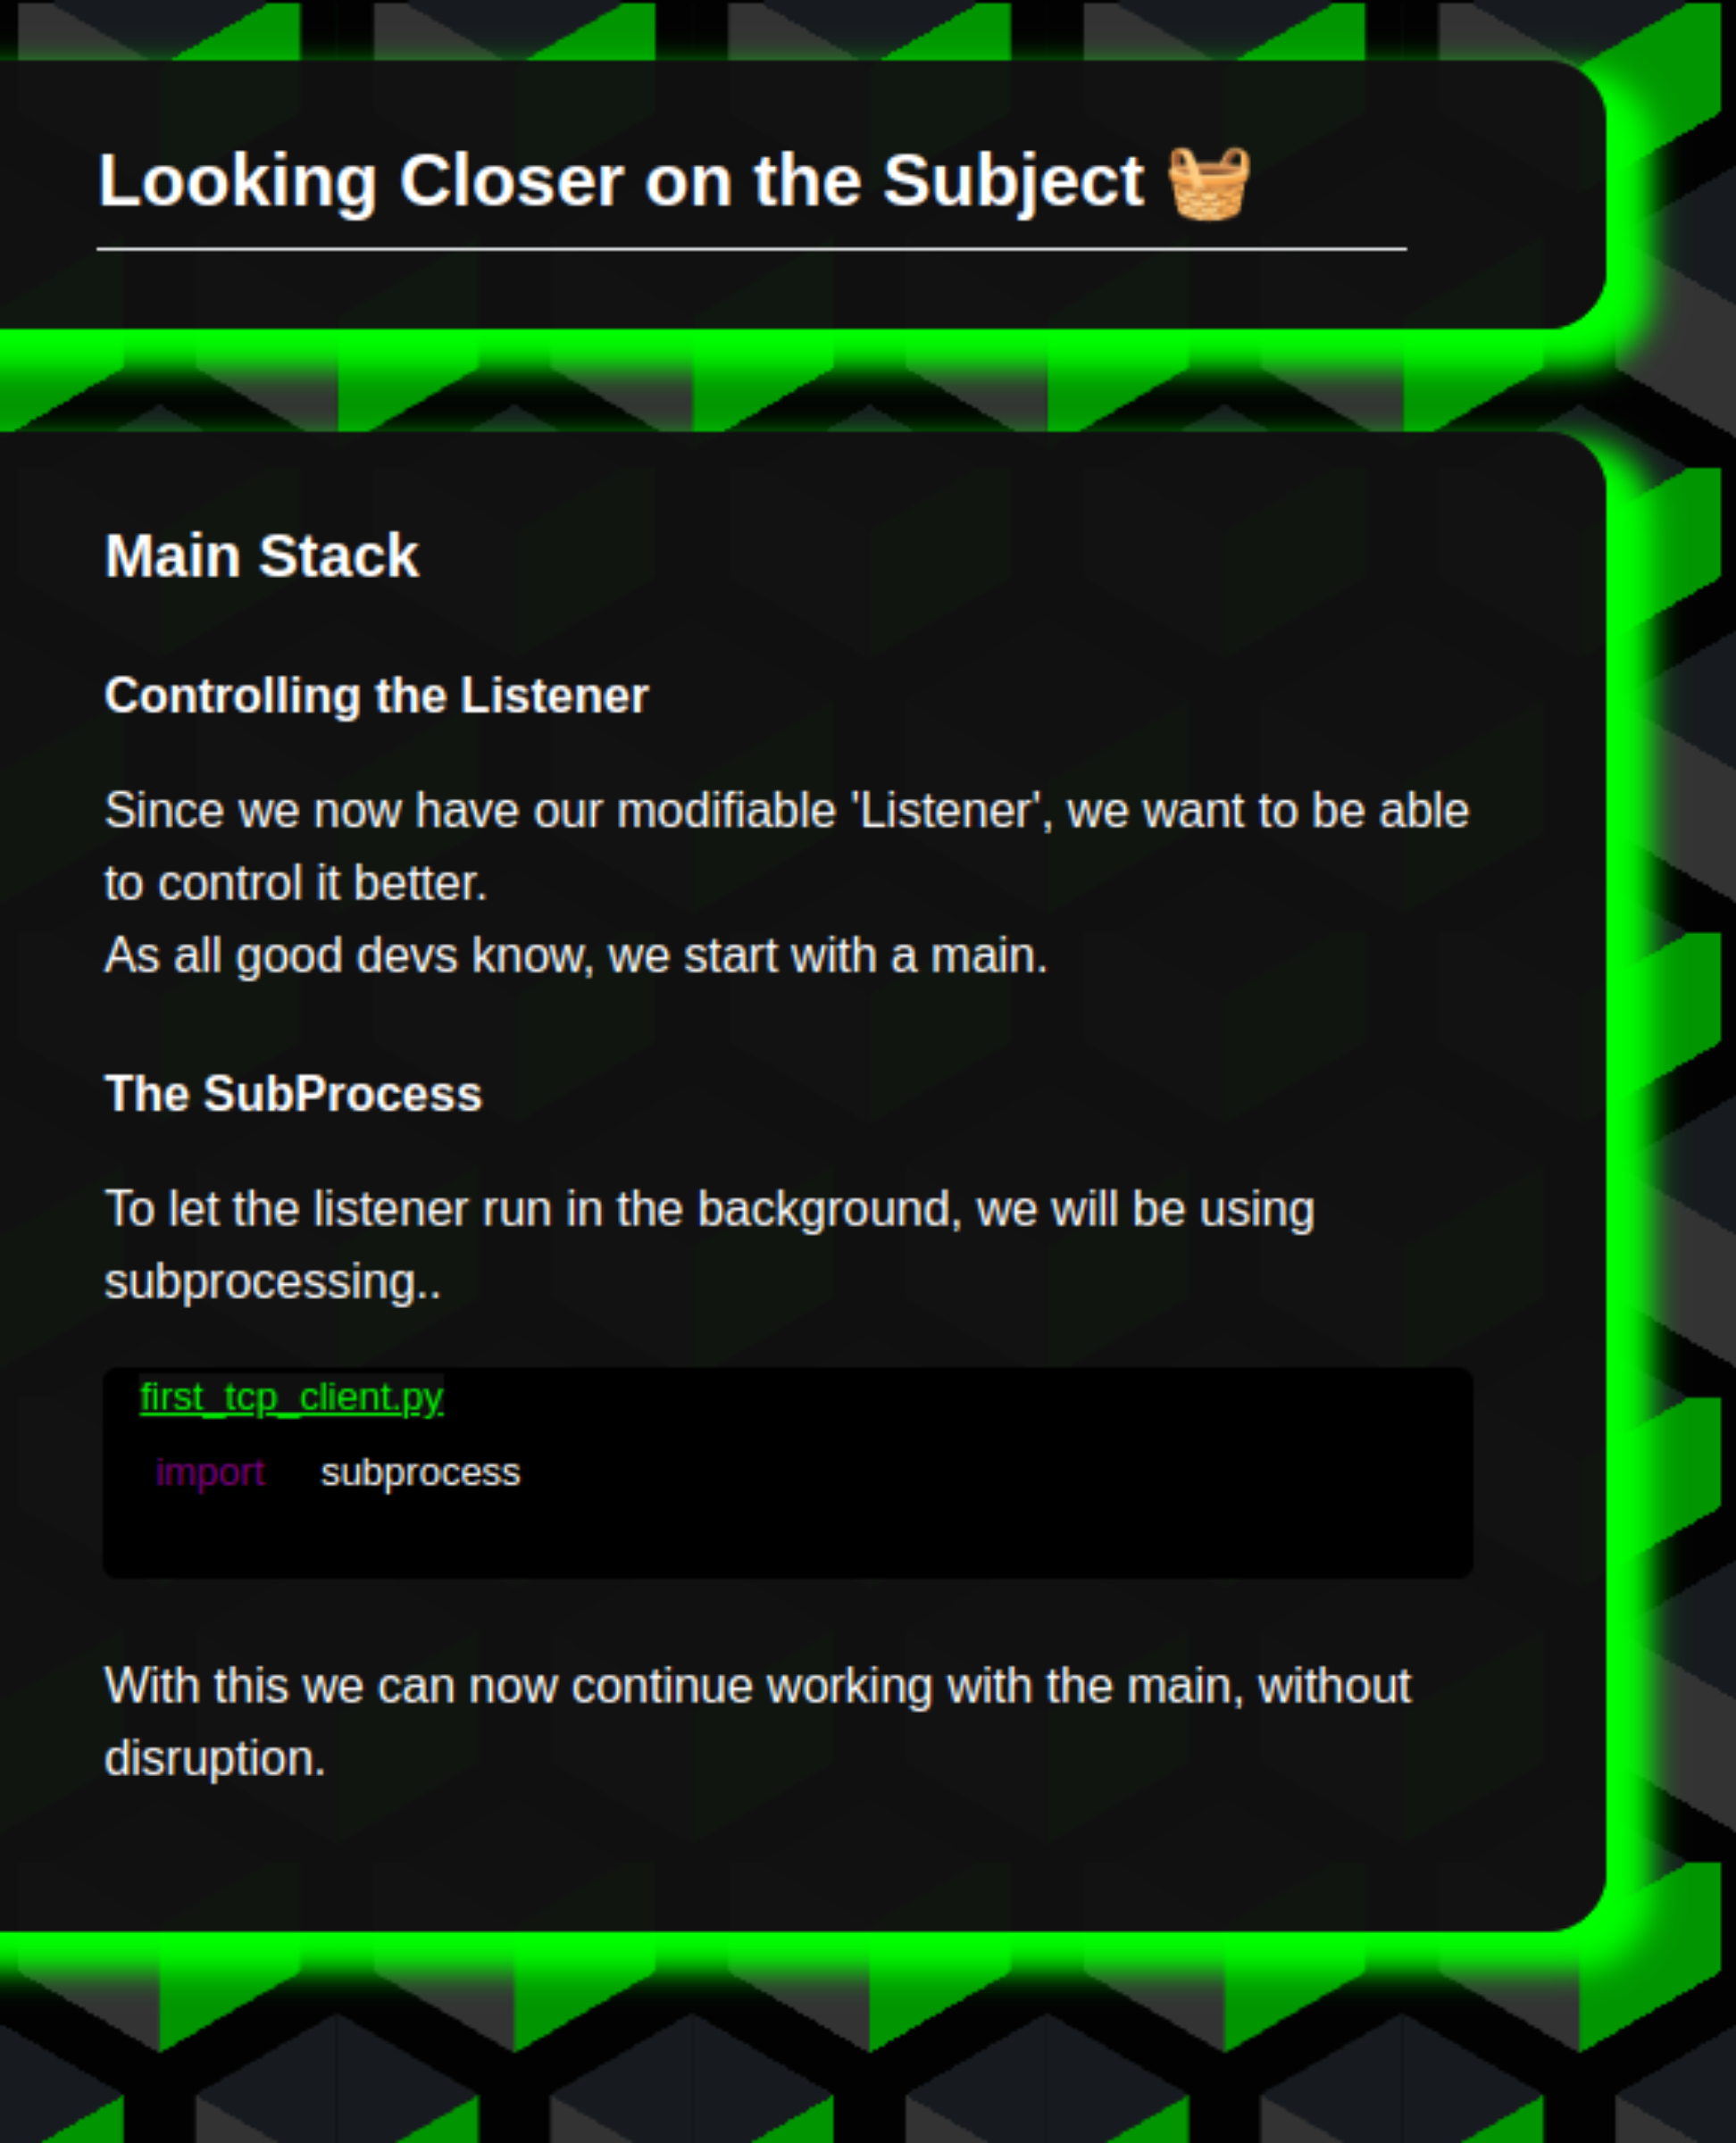 Looking Closer on the Subject 🧺
Main Stack
Controlling the Listener
Since we now have our modifiable 'Listener', we want to be able
to control it better.
As all good devs know, we start with a main.
The SubProcess
To let the listener run in the background, we will be using
subprocessing..
first_tcp_client.py
import subprocess
With this we can now continue working with the main, without
disruption.